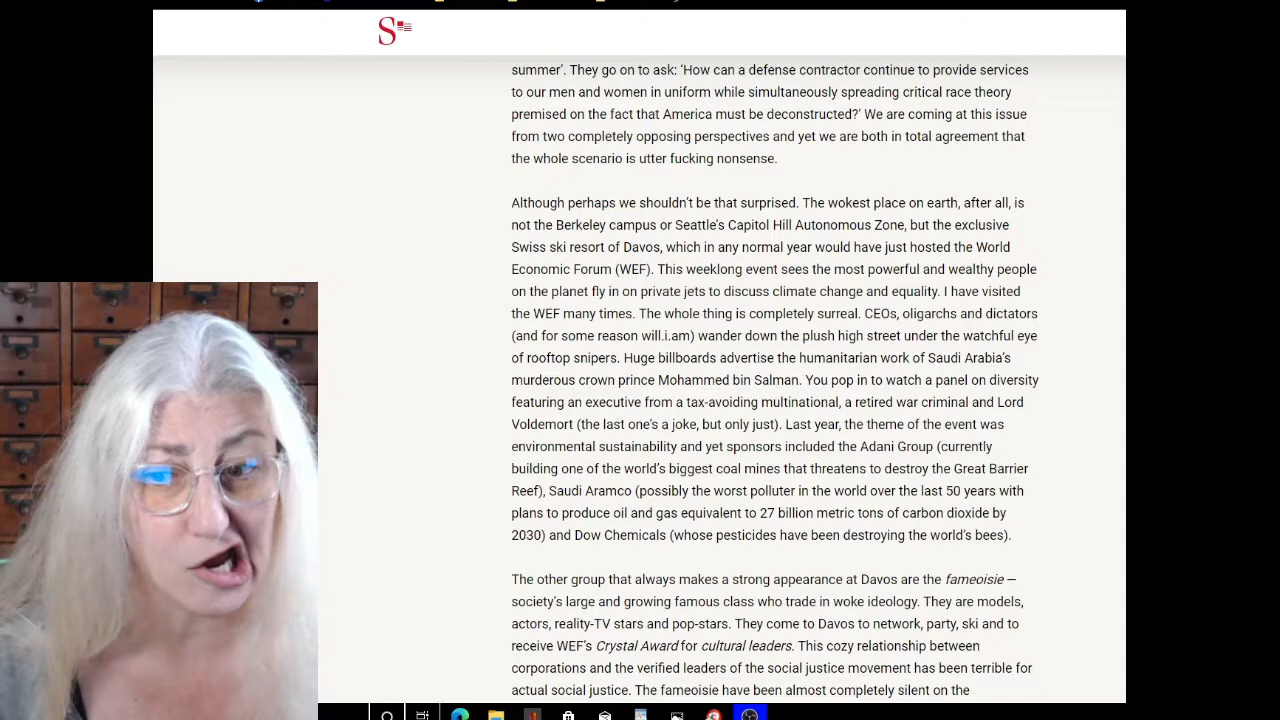 S
summer’. They go on to ask: ‘How can a defense contractor continue to provide services
to our men and women in uniform while simultaneously spreading critical race theory
premised on the fact that America must be deconstructed?’ We are coming at this issue
from two completely opposing perspectives and yet we are both in total agreement that
the whole scenario is utter fucking nonsense.
Although perhaps we shouldn’t be that surprised. The wokest place on earth, after all, is
not the Berkeley campus or Seattle’s Capitol Hill Autonomous Zone, but the exclusive
Swiss ski resort of Davos, which in any normal year would have just hosted the World
Economic Forum (WEF). This weeklong event sees the most powerful and wealthy people
on the planet fly in on private jets to discuss climate change and equality. I have visited
the WEF many times. The whole thing is completely surreal. CEOs, oligarchs and dictators
(and for some reason will.i.am) wander down the plush high street under the watchful eye
of rooftop snipers. Huge billboards advertise the humanitarian work of Saudi Arabia’s
murderous crown prince Mohammed bin Salman. You pop in to watch a panel on diversity
featuring an executive from a tax-avoiding multinational, a retired war criminal and Lord
Voldemort (the last one’s a joke, but only just). Last year, the theme of the event was
environmental sustainability and yet sponsors included the Adani Group (currently
building one of the world’s biggest coal mines that threatens to destroy the Great Barrier
Reef), Saudi Aramco (possibly the worst polluter in the world over the last 50 years with
plans to produce oil and gas equivalent to 27 billion metric tons of carbon dioxide by
2030) and Dow Chemicals (whose pesticides have been destroying the world’s bees).
The other group that always makes a strong appearance at Davos are the fameoisie —
society’s large and growing famous class who trade in woke ideology. They are models,
actors, reality-TV stars and pop-stars. They come to Davos to network, party, ski and to
receive WEF’s Crystal Award for cultural leaders. This cozy relationship between
corporations and the verified leaders of the social justice movement has been terrible for
actual social justice. The fameoisie have been almost completely silent on the